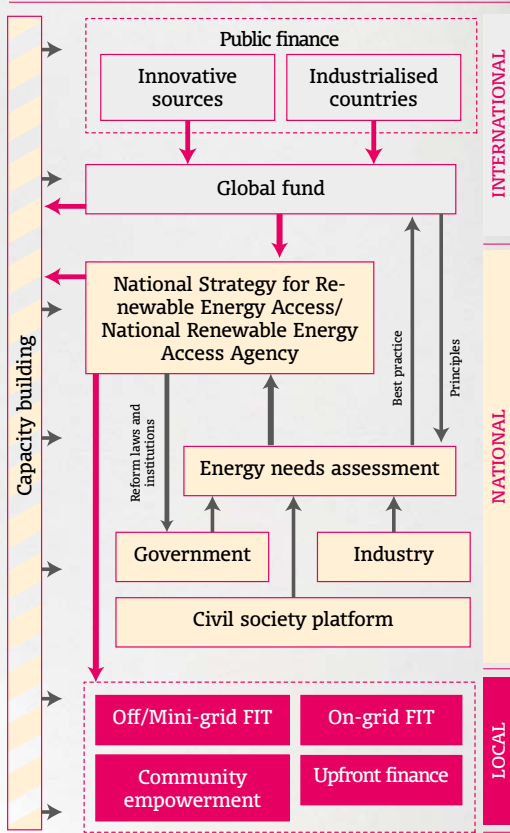 Public finance
Innovative
sources
Industrialised
countries
INTERNATIONAL
Global fund
National Strategy for Re-
newable Energy Access/
National Renewable Energy
Access Agency
Capacity building
Reform laws and
institutions
Best practice
Principles
NATIONAL
Energy needs assessment
Government
Industry
Civil society platform
Off/Mini-grid FIT
On-grid FIT
Community
empowerment
Upfront finance
LOCAL